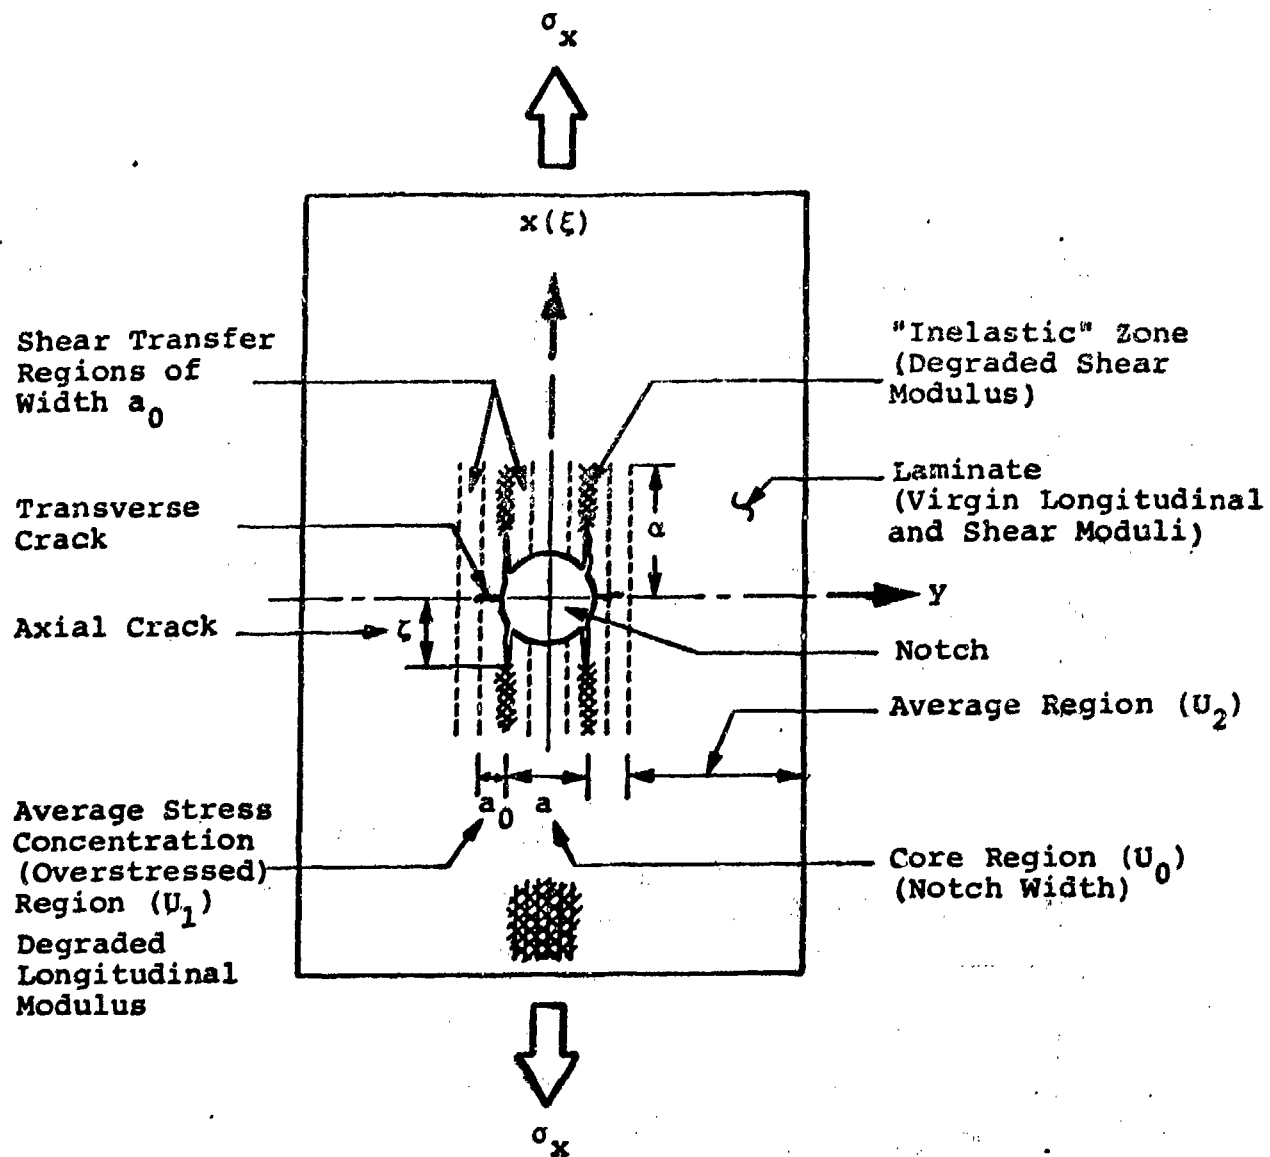 σx
x(ξ)
Shear Transfer
Regions of
Width a0
"Inelastic" Zone
(Degraded Shear
Modulus)
Laminate
(Virgin Longitudinal
and Shear Moduli)
Transverse
Crack
α
Y
Axial Crack
ζ
Notch
Average Region (U2)
a0 a
Average Stress
Concentration
(Overstressed)
Region (U1)
Degraded
Longitudinal
Modulus
Core Region (U0)
(Notch Width)
σx